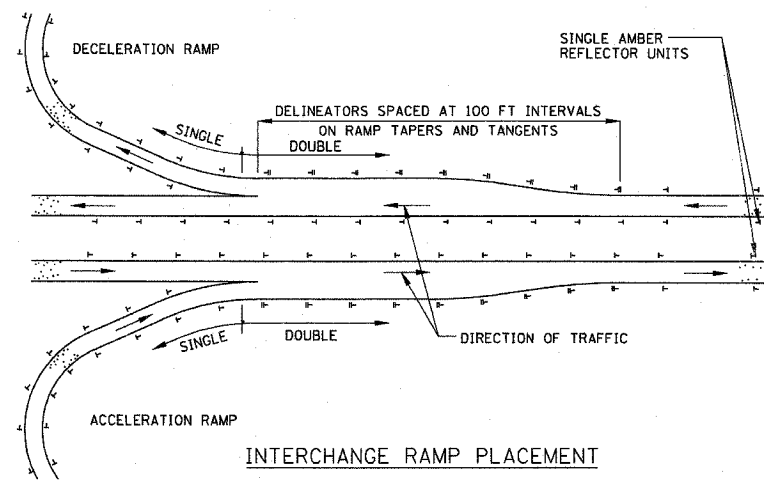 SINGLE AMBER
REFLECTOR UNITS
DECELERATION RAMP
DELINEATORS SPACED AT 100 FT INTERVALS
ON RAMP TAPERS AND TANGENTS
SINGLE
DOUBLE
SINGLE
DOUBLE
DIRECTION OF TRAFFIC
ACCELERATION RAMP
INTERCHANGE RAMP PLACEMENT